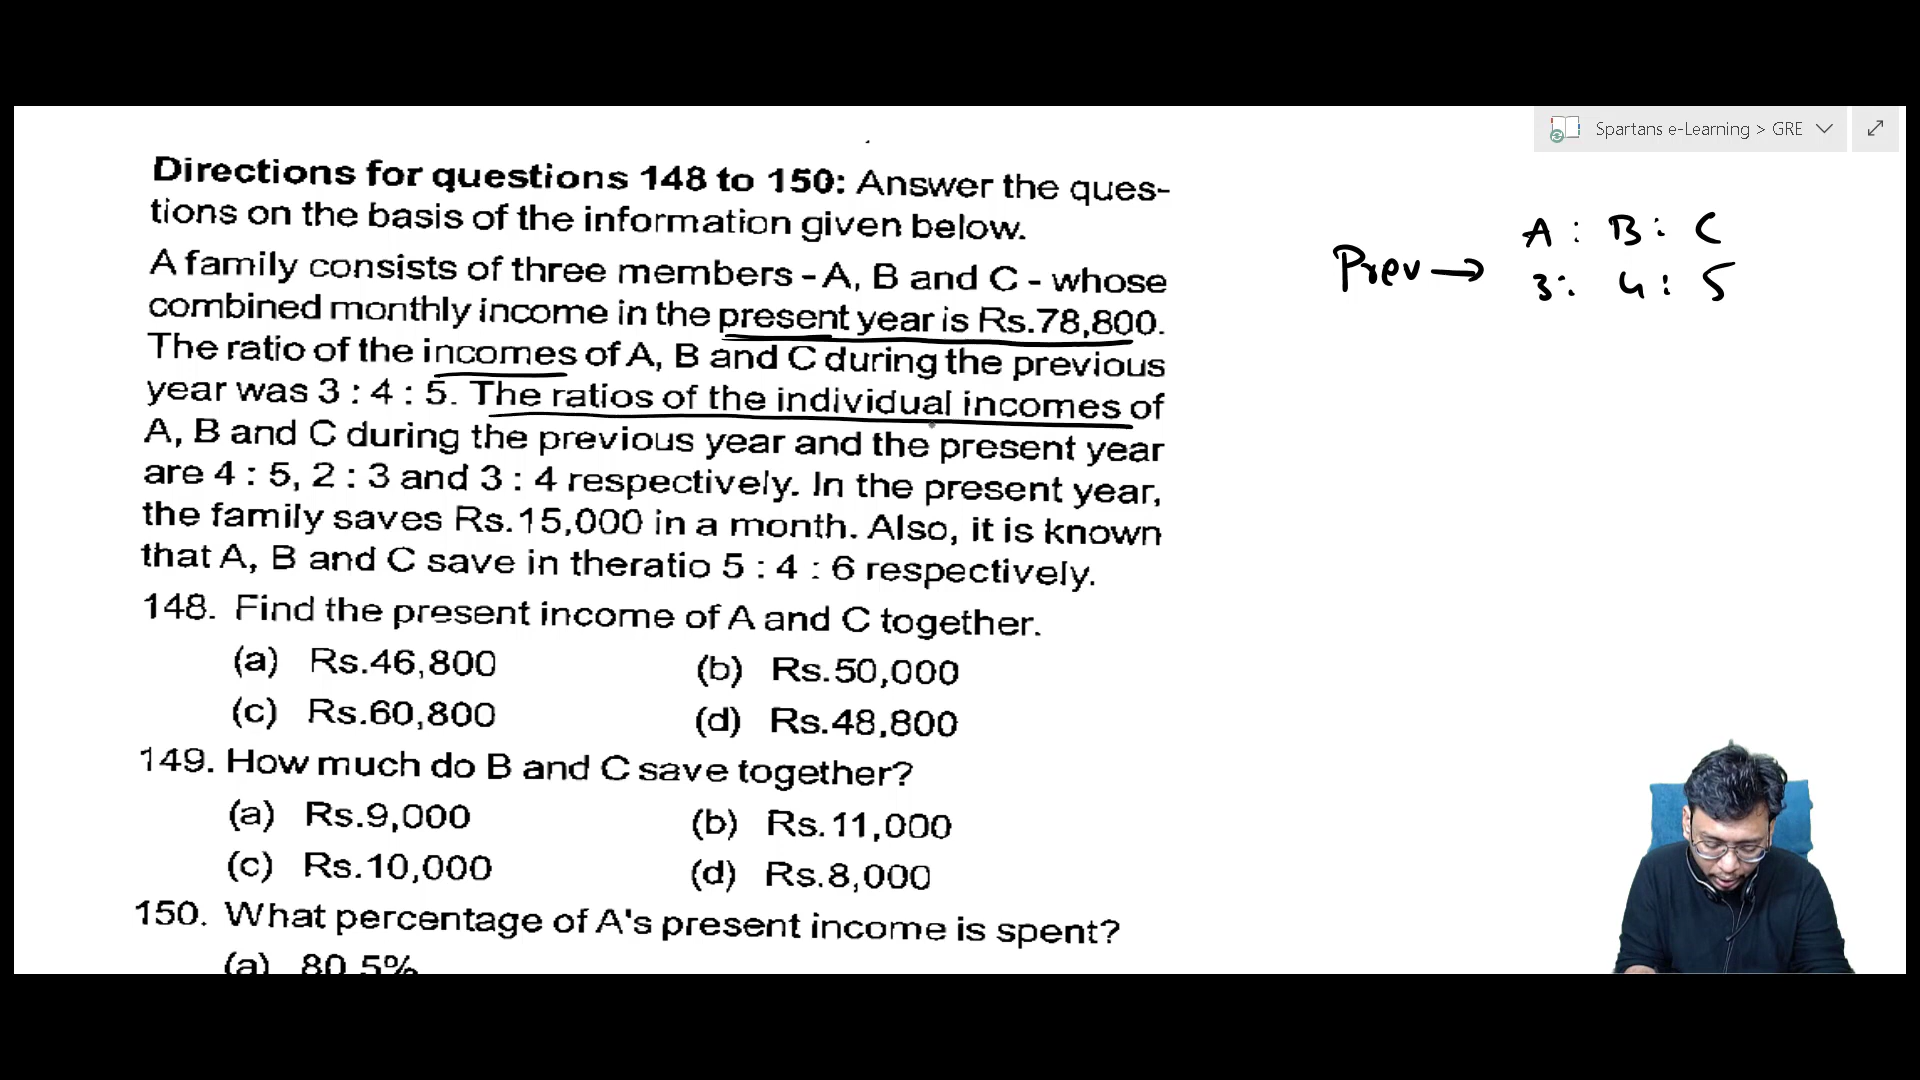 Spartans e-Learning > GRE
Directions for questions 148 to 150: Answer the ques-
tions on the basis of the information given below.
A family consists of three members - A, B and C - whose
combined monthly income in the present year is Rs.78,800.
The ratio of the incomes of A, B and C during the previous
year was 3 : 4 : 5. The ratios of the individual incomes of
A, B and C during the previous year and the present year
are 4 : 5, 2 : 3 and 3 : 4 respectively. In the present year,
the family saves Rs.15,000 in a month. Also, it is known
that A, B and C save in theratio 5 : 4 : 6 respectively.
148. Find the present income of A and C together.
(a) Rs.46,800 (b) Rs.50,000
(c) Rs.60,800 (d) Rs.48,800
149. How much do B and C save together?
(a) Rs.9,000 (b) Rs.11,000
(c) Rs.10,000 (d) Rs.8,000
150. What percentage of A's present income is spent?
(a) 80.5%
A : B : C
Prev → 3 : 4 : 5